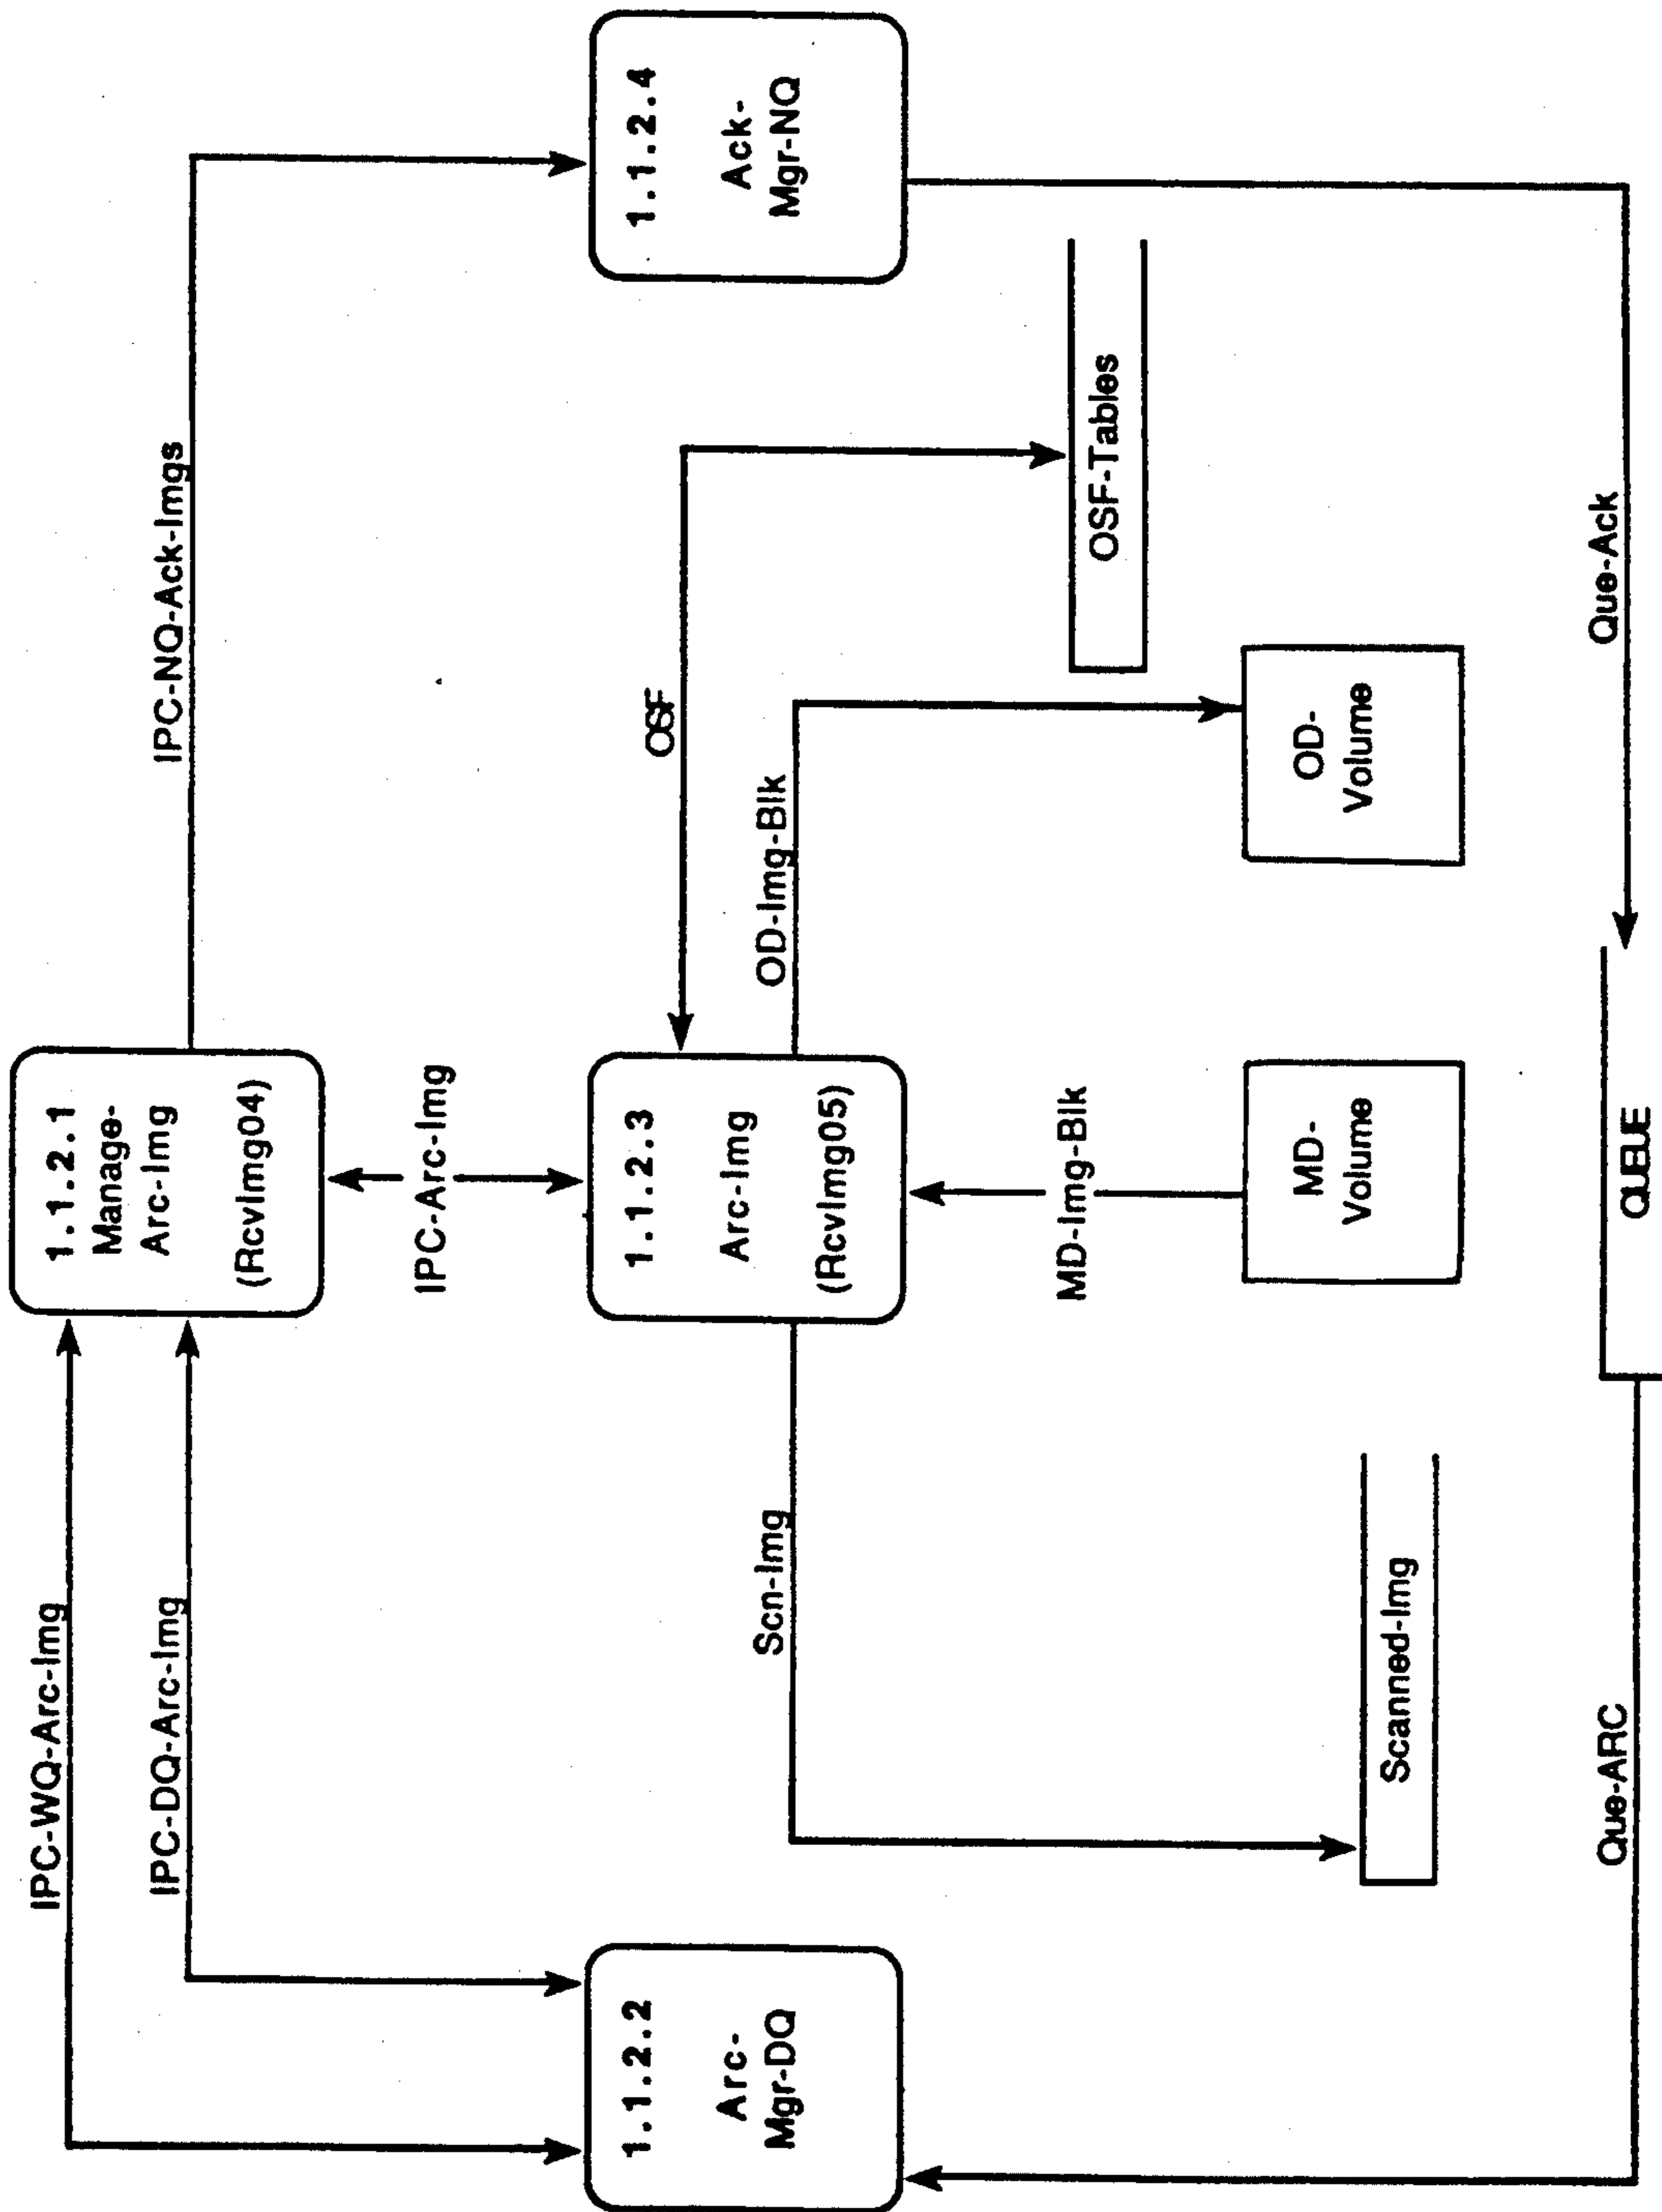 IPC-WQ-Arc-Img
IPC-DQ-Arc-Img
1.1.2.1
Manage-
Arc-Img
(RcvImg04)
IPC-NQ-Ack-Imgs
IPC-Arc-Img
OSF
1.1.2.2
Arc-
Mgr-DQ
Scn-Img
1.1.2.3
Arc-Img
(RcvImg05)
OD-Img-Blk
1.1.2.4
Ack-
Mgr-NQ
MD-Img-Blk
OSF-Tables
Scanned-Img
MD-
Volume
OD-
Volume
Que-ARC
QUEUE
Que-Ack